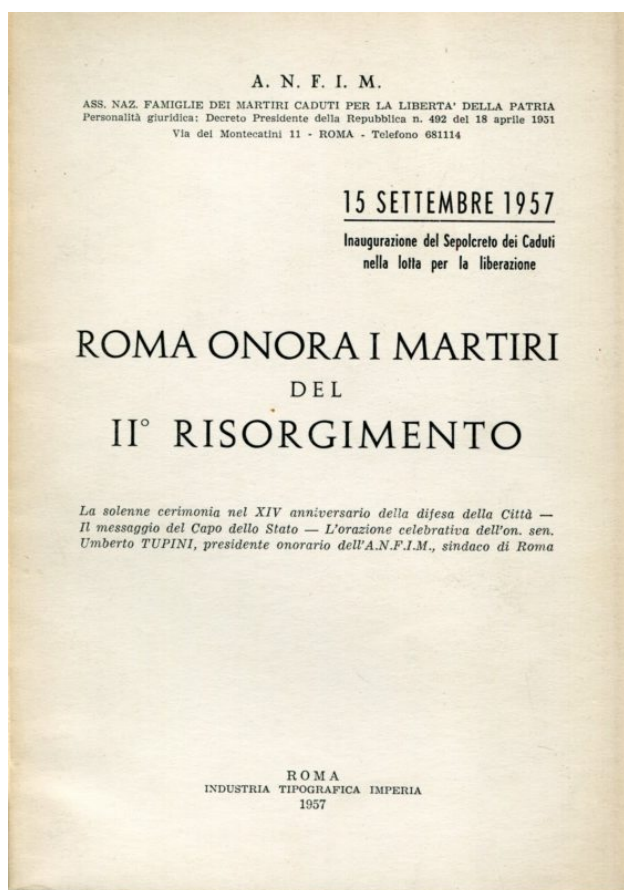 A. N. F. I. M.
ASS. NAZ. FAMIGLIE DEI MARTIRI CADUTI PER LA LIBERTA' DELLA PATRIA
Personalità giuridica: Decreto Presidente della Repubblica n. 492 del 18 aprile 1951
Via dei Montecatini 11 - ROMA - Telefono 681114
15 SETTEMBRE 1957
Inaugurazione del Sepolcreto dei Caduti
nella lotta per la liberazione
ROMA ONORA I MARTIRI
DEL
II° RISORGIMENTO
La solenne cerimonia nel XIV anniversario della difesa della Città —
Il messaggio del Capo dello Stato — L'orazione celebrativa dell'on. sen.
Umberto TUPINI, presidente onorario dell'A.N.F.I.M., sindaco di Roma
ROMA
INDUSTRIA TIPOGRAFICA IMPERIA
1957